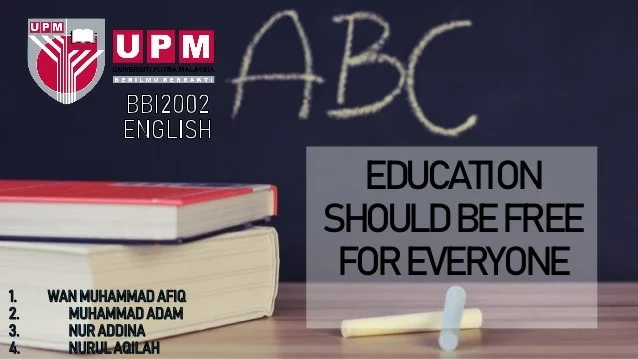 UPM
UPM
UNIVERSITI PUTRA MALAYSIA
BERILMU BERBAKTI
BBI2002
ENGLISH
ABC
EDUCATION
SHOULD BE FREE
FOR EVERYONE
1. WAN MUHAMMAD AFIQ
2. MUHAMMAD ADAM
3. NUR ADDINA
4. NURUL AQILAH